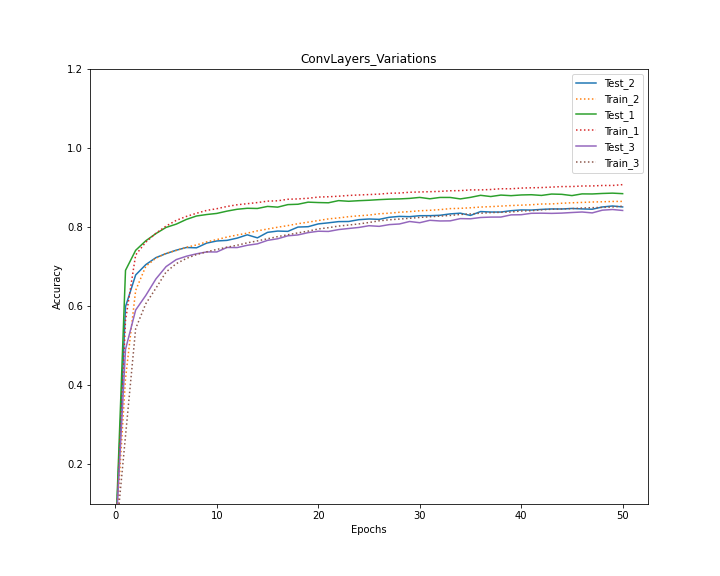 ConvLayers_Variations
1.2
1.0
0.8
0.6
0.4
0.2
Accuracy
Test_2
Train_2
Test_1
Train_1
Test_3
Train_3
0 10 20 30 40 50
Epochs